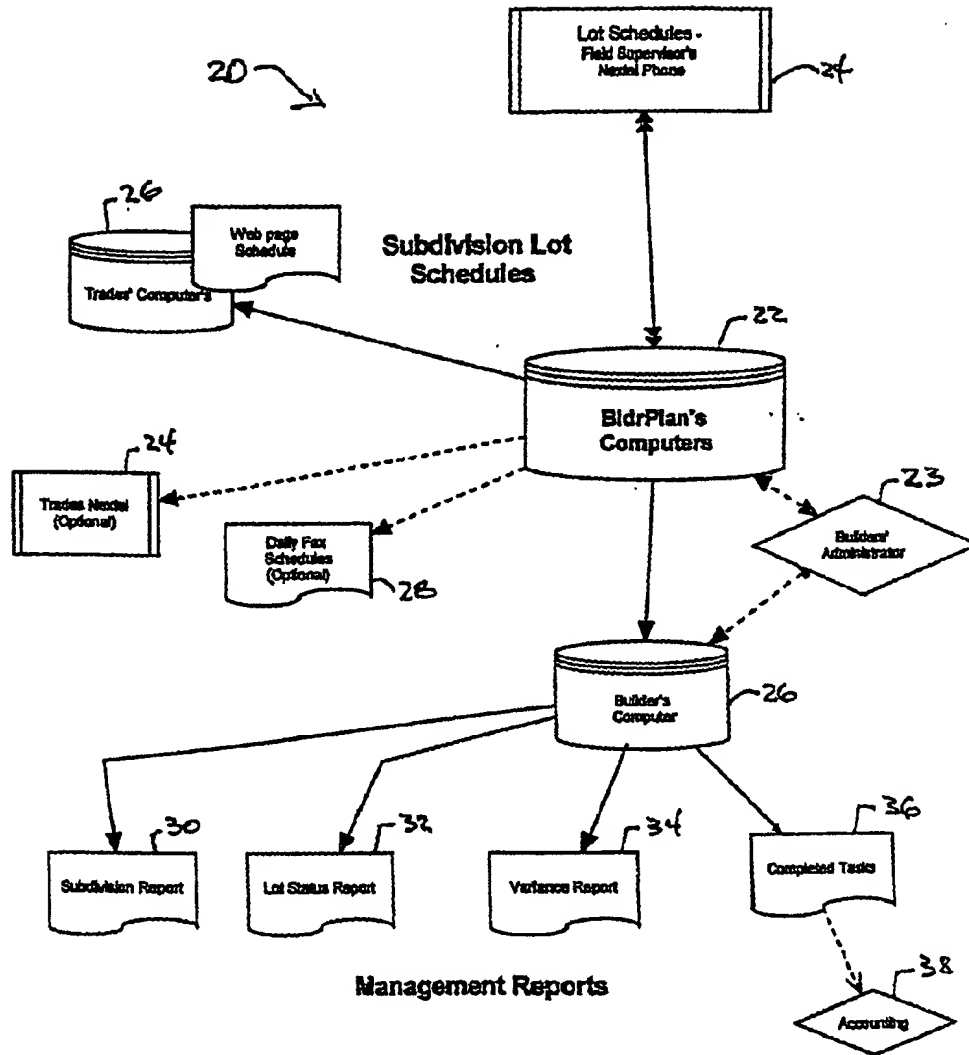 Lot Schedules -
Field Supervisor's
Nextel Phone
20
24
26
Web page
Schedule
Trades' Computer's
Subdivision Lot
Schedules
22
BldrPlan's
Computers
24
Trades Nextel
(Optional)
Daily Fax
Schedules
(Optional)
28
23
Builders'
Administrator
Builder's
Computer
26
30
Subdivision Report
32
Lot Status Report
34
Variance Report
36
Completed Tasks
Management Reports
38
Accounting